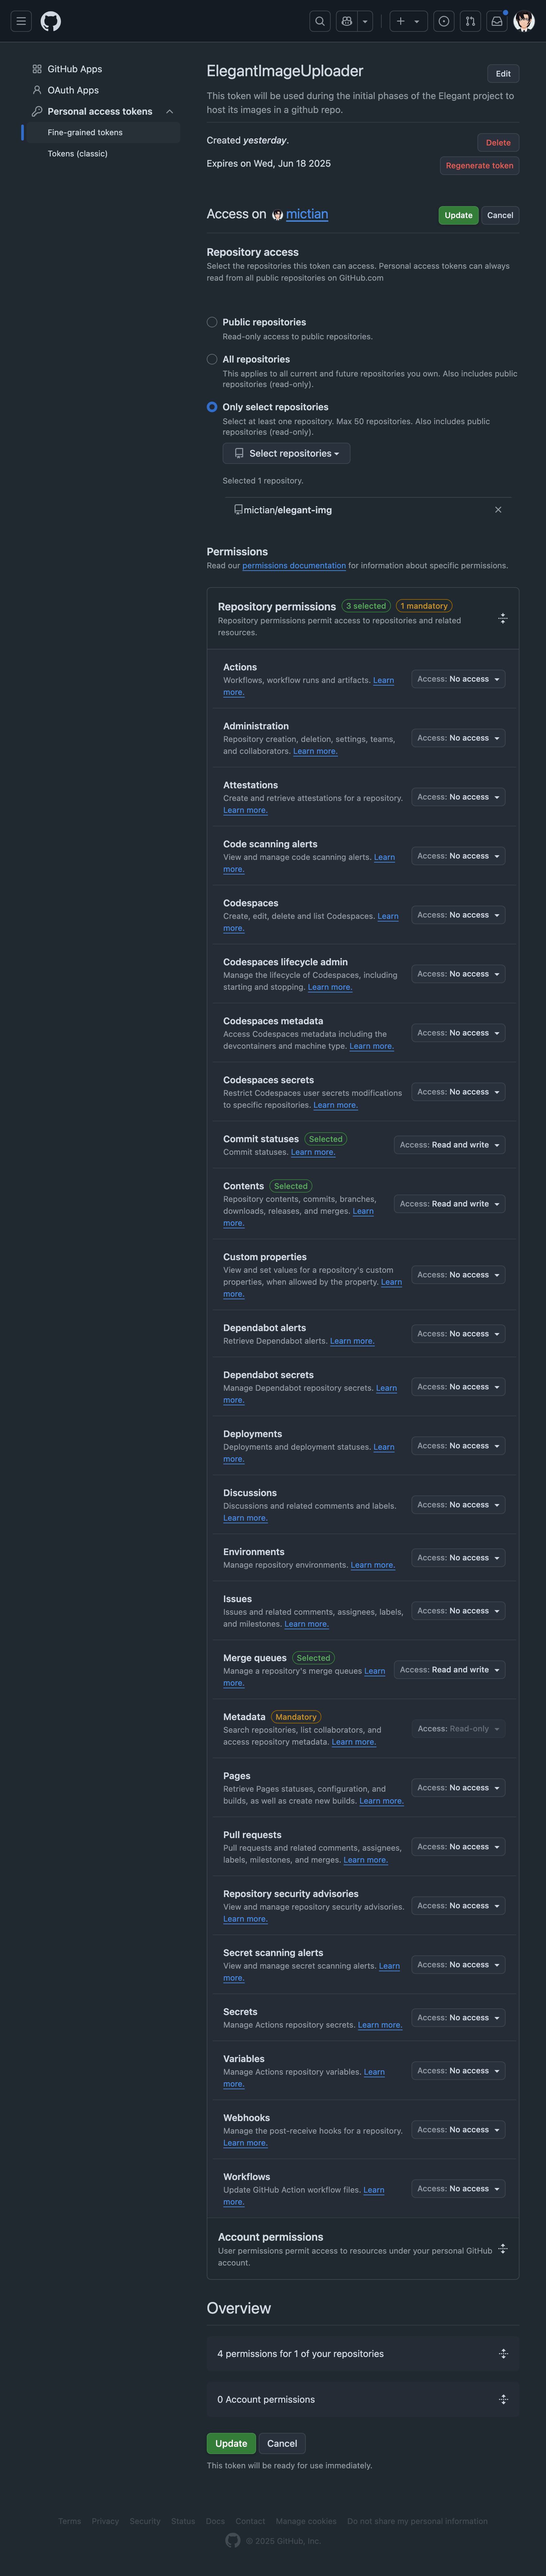 GitHub Apps
OAuth Apps
Personal access tokens
Fine-grained tokens
Tokens (classic)
ElegantImageUploader
Edit
This token will be used during the initial phases of the Elegant project to
host its images in a github repo.
Created yesterday.
Delete
Expires on Wed, Jun 18 2025
Regenerate token
Access on mictian
Update
Cancel
Repository access
Select the repositories this token can access. Personal access tokens can always
read from all public repositories on GitHub.com
Public repositories
Read-only access to public repositories.
All repositories
This applies to all current and future repositories you own. Also includes public
repositories (read-only).
Only select repositories
Select at least one repository. Max 50 repositories. Also includes public
repositories (read-only).
Select repositories
Selected 1 repository.
mictian/elegant-img
Permissions
Read our permissions documentation for information about specific permissions.
Repository permissions 3 selected 1 mandatory
Repository permissions permit access to repositories and related
resources.
Actions
Workflows, workflow runs and artifacts. Learn
more.
Access: No access
Administration
Repository creation, deletion, settings, teams,
and collaborators. Learn more.
Access: No access
Attestations
Create and retrieve attestations for a repository.
Learn more.
Access: No access
Code scanning alerts
View and manage code scanning alerts. Learn
more.
Access: No access
Codespaces
Create, edit, delete and list Codespaces. Learn
more.
Access: No access
Codespaces lifecycle admin
Manage the lifecycle of Codespaces, including
starting and stopping. Learn more.
Access: No access
Codespaces metadata
Access Codespaces metadata including the
devcontainers and machine type. Learn more.
Access: No access
Codespaces secrets
Restrict Codespaces user secrets modifications
to specific repositories. Learn more.
Access: No access
Commit statuses Selected
Commit statuses. Learn more.
Access: Read and write
Contents Selected
Repository contents, commits, branches,
downloads, releases, and merges. Learn
more.
Access: Read and write
Custom properties
View and set values for a repository's custom
properties, when allowed by the property. Learn
more.
Access: No access
Dependabot alerts
Retrieve Dependabot alerts. Learn more.
Access: No access
Dependabot secrets
Manage Dependabot repository secrets. Learn
more.
Access: No access
Deployments
Deployments and deployment statuses. Learn
more.
Access: No access
Discussions
Discussions and related comments and labels.
Learn more.
Access: No access
Environments
Manage repository environments. Learn more.
Access: No access
Issues
Issues and related comments, assignees, labels,
and milestones. Learn more.
Access: No access
Merge queues Selected
Manage a repository's merge queues Learn
more.
Access: Read and write
Metadata Mandatory
Search repositories, list collaborators, and
access repository metadata. Learn more.
Access: Read-only
Pages
Retrieve Pages statuses, configuration, and
builds, as well as create new builds. Learn more.
Access: No access
Pull requests
Pull requests and related comments, assignees,
labels, milestones, and merges. Learn more.
Access: No access
Repository security advisories
View and manage repository security advisories.
Learn more.
Access: No access
Secret scanning alerts
View and manage secret scanning alerts. Learn
more.
Access: No access
Secrets
Manage Actions repository secrets. Learn more.
Access: No access
Variables
Manage Actions repository variables. Learn
more.
Access: No access
Webhooks
Manage the post-receive hooks for a repository.
Learn more.
Access: No access
Workflows
Update GitHub Action workflow files. Learn
more.
Access: No access
Account permissions
User permissions permit access to resources under your personal GitHub
account.
Overview
4 permissions for 1 of your repositories
0 Account permissions
Update
Cancel
This token will be ready for use immediately.
Terms Privacy Security Status Docs Contact Manage cookies Do not share my personal information
© 2025 GitHub, Inc.